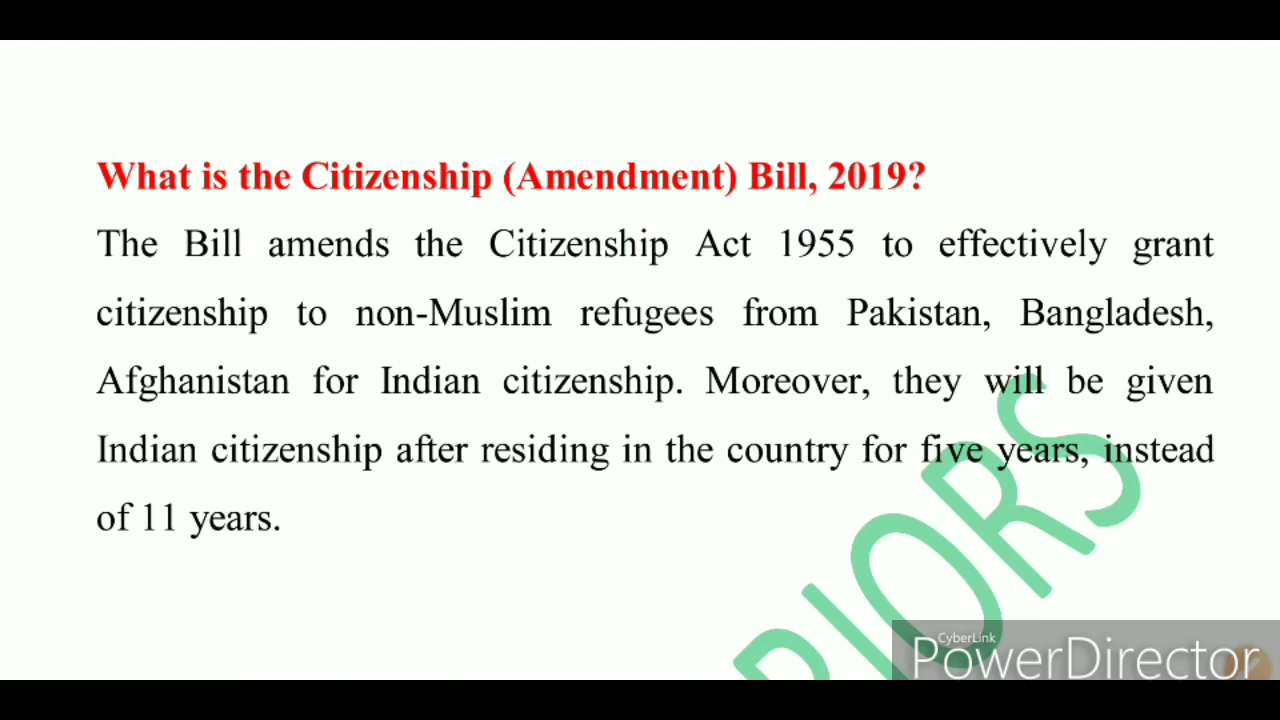 What is the Citizenship (Amendment) Bill, 2019?
The Bill amends the Citizenship Act 1955 to effectively grant
citizenship to non-Muslim refugees from Pakistan, Bangladesh,
Afghanistan for Indian citizenship. Moreover, they will be given
Indian citizenship after residing in the country for five years, instead
of 11 years.
RIORS
CyberLink
PowerDirector